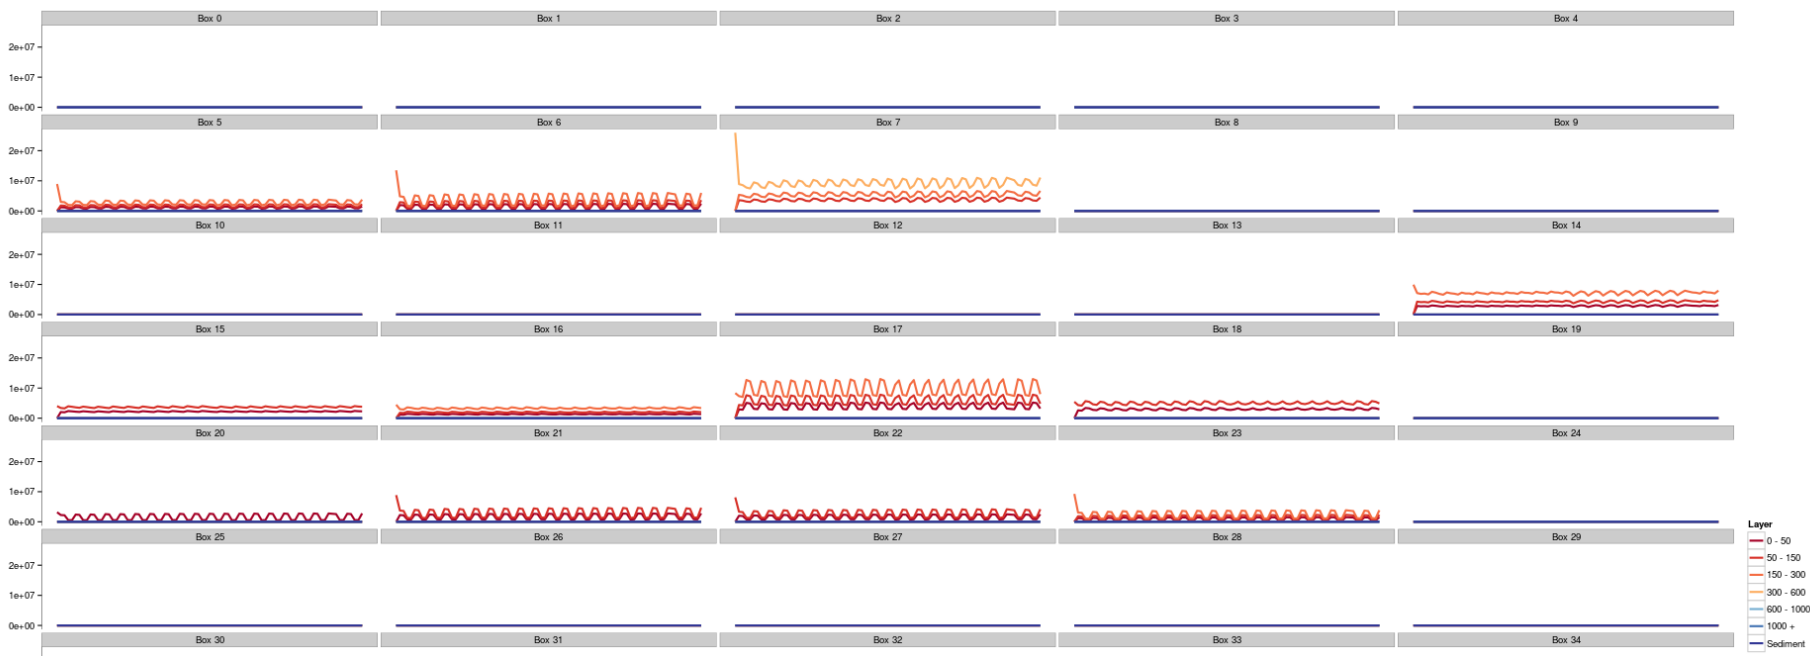 Box 0 Box 1 Box 2 Box 3 Box 4
2e+07
1e+07
0e+00
Box 5 Box 6 Box 7 Box 8 Box 9
2e+07
1e+07
0e+00
Box 10 Box 11 Box 12 Box 13 Box 14
2e+07
1e+07
0e+00
Box 15 Box 16 Box 17 Box 18 Box 19
2e+07
1e+07
0e+00
Box 20 Box 21 Box 22 Box 23 Box 24
2e+07
1e+07
0e+00
Box 25 Box 26 Box 27 Box 28 Box 29
2e+07
1e+07
0e+00
Box 30 Box 31 Box 32 Box 33 Box 34
Layer
0 - 50
50 - 150
150 - 300
300 - 600
600 - 1000
1000 +
Sediment